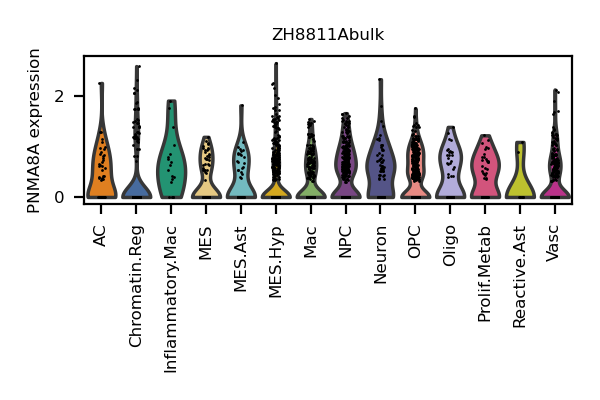 ZH8811Abulk
PNMA8A expression
2
0
AC
Chromatin.Reg
Inflammatory.Mac
MES
MES.Ast
MES.Hyp
Mac
NPC
Neuron
OPC
Oligo
Prolif.Metab
Reactive.Ast
Vasc